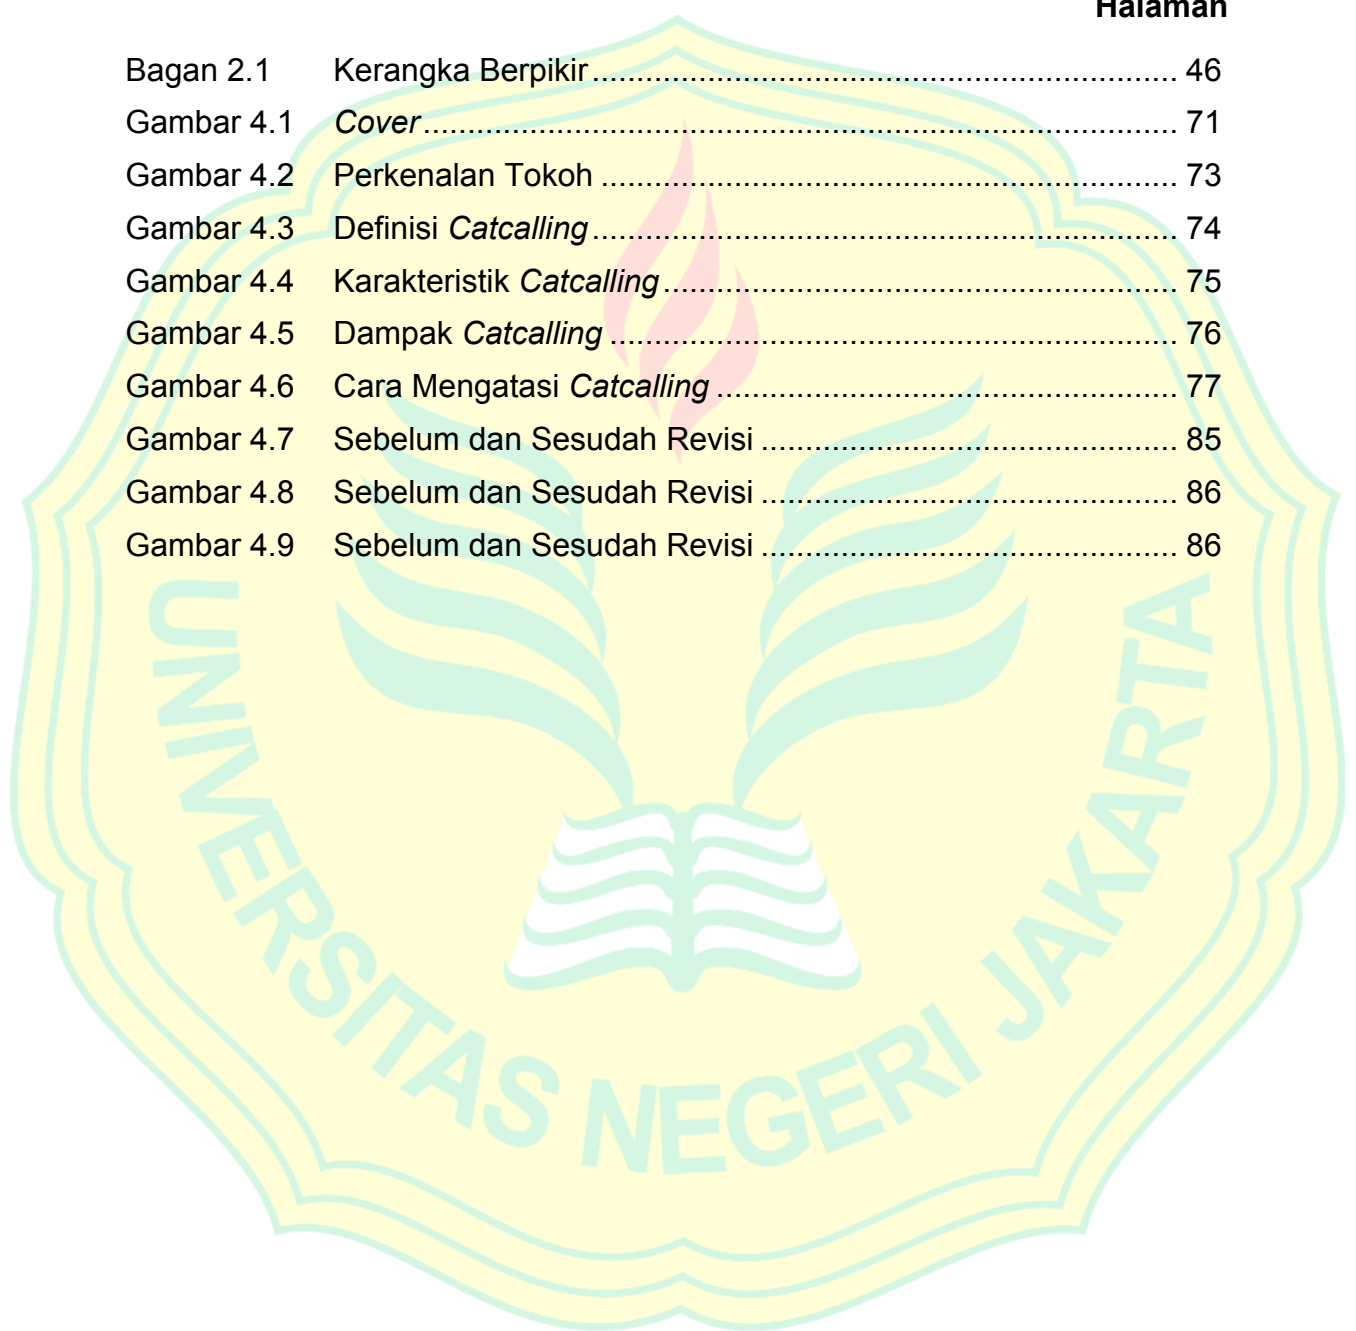 Halaman
Bagan 2.1 Kerangka Berpikir.......................................................................... 46
Gambar 4.1 Cover.............................................................................................. 71
Gambar 4.2 Perkenalan Tokoh ......................................................................... 73
Gambar 4.3 Definisi Catcalling.......................................................................... 74
Gambar 4.4 Karakteristik Catcalling................................................................. 75
Gambar 4.5 Dampak Catcalling ........................................................................ 76
Gambar 4.6 Cara Mengatasi Catcalling .......................................................... 77
Gambar 4.7 Sebelum dan Sesudah Revisi ..................................................... 85
Gambar 4.8 Sebelum dan Sesudah Revisi ..................................................... 86
Gambar 4.9 Sebelum dan Sesudah Revisi ..................................................... 86
UNIVERSITAS NEGERI JAKARTA